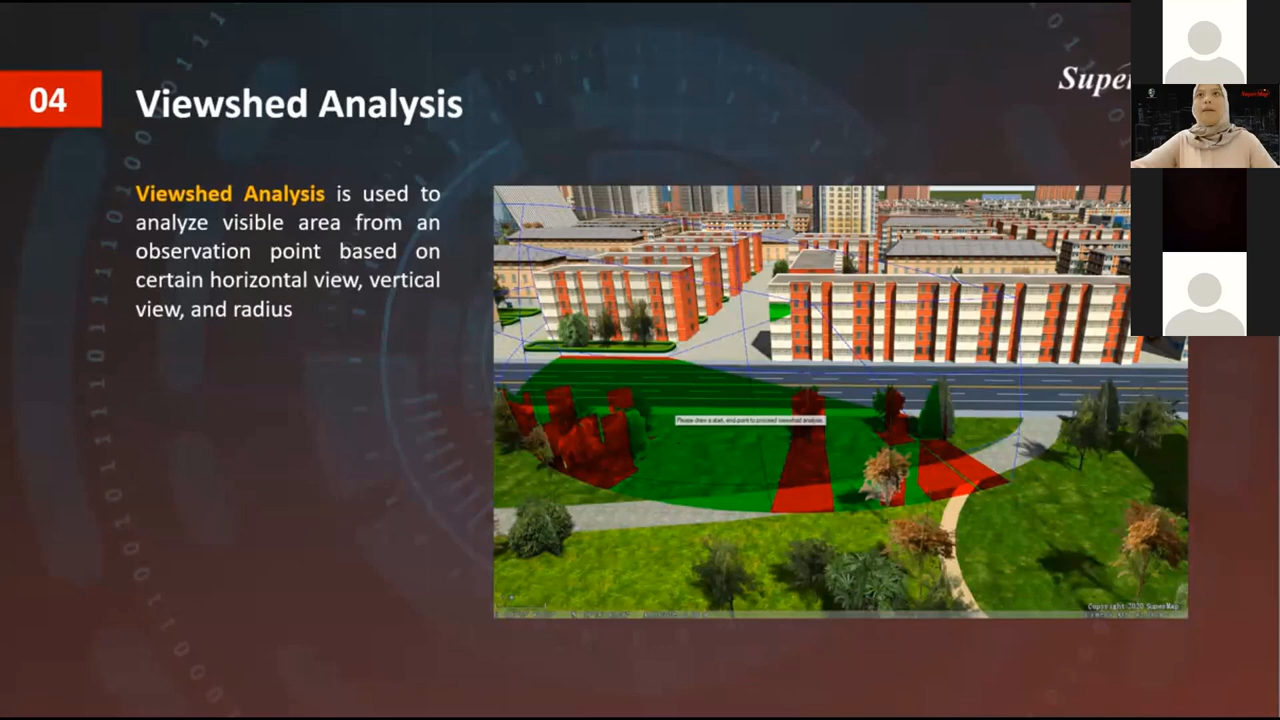 04
Viewshed Analysis
Super
SuperMap
Viewshed Analysis is used to
analyze visible area from an
observation point based on
certain horizontal view, vertical
view, and radius
Please draw a start, end point to proceed viewshed analysis.
Copyright 2020 SuperMap